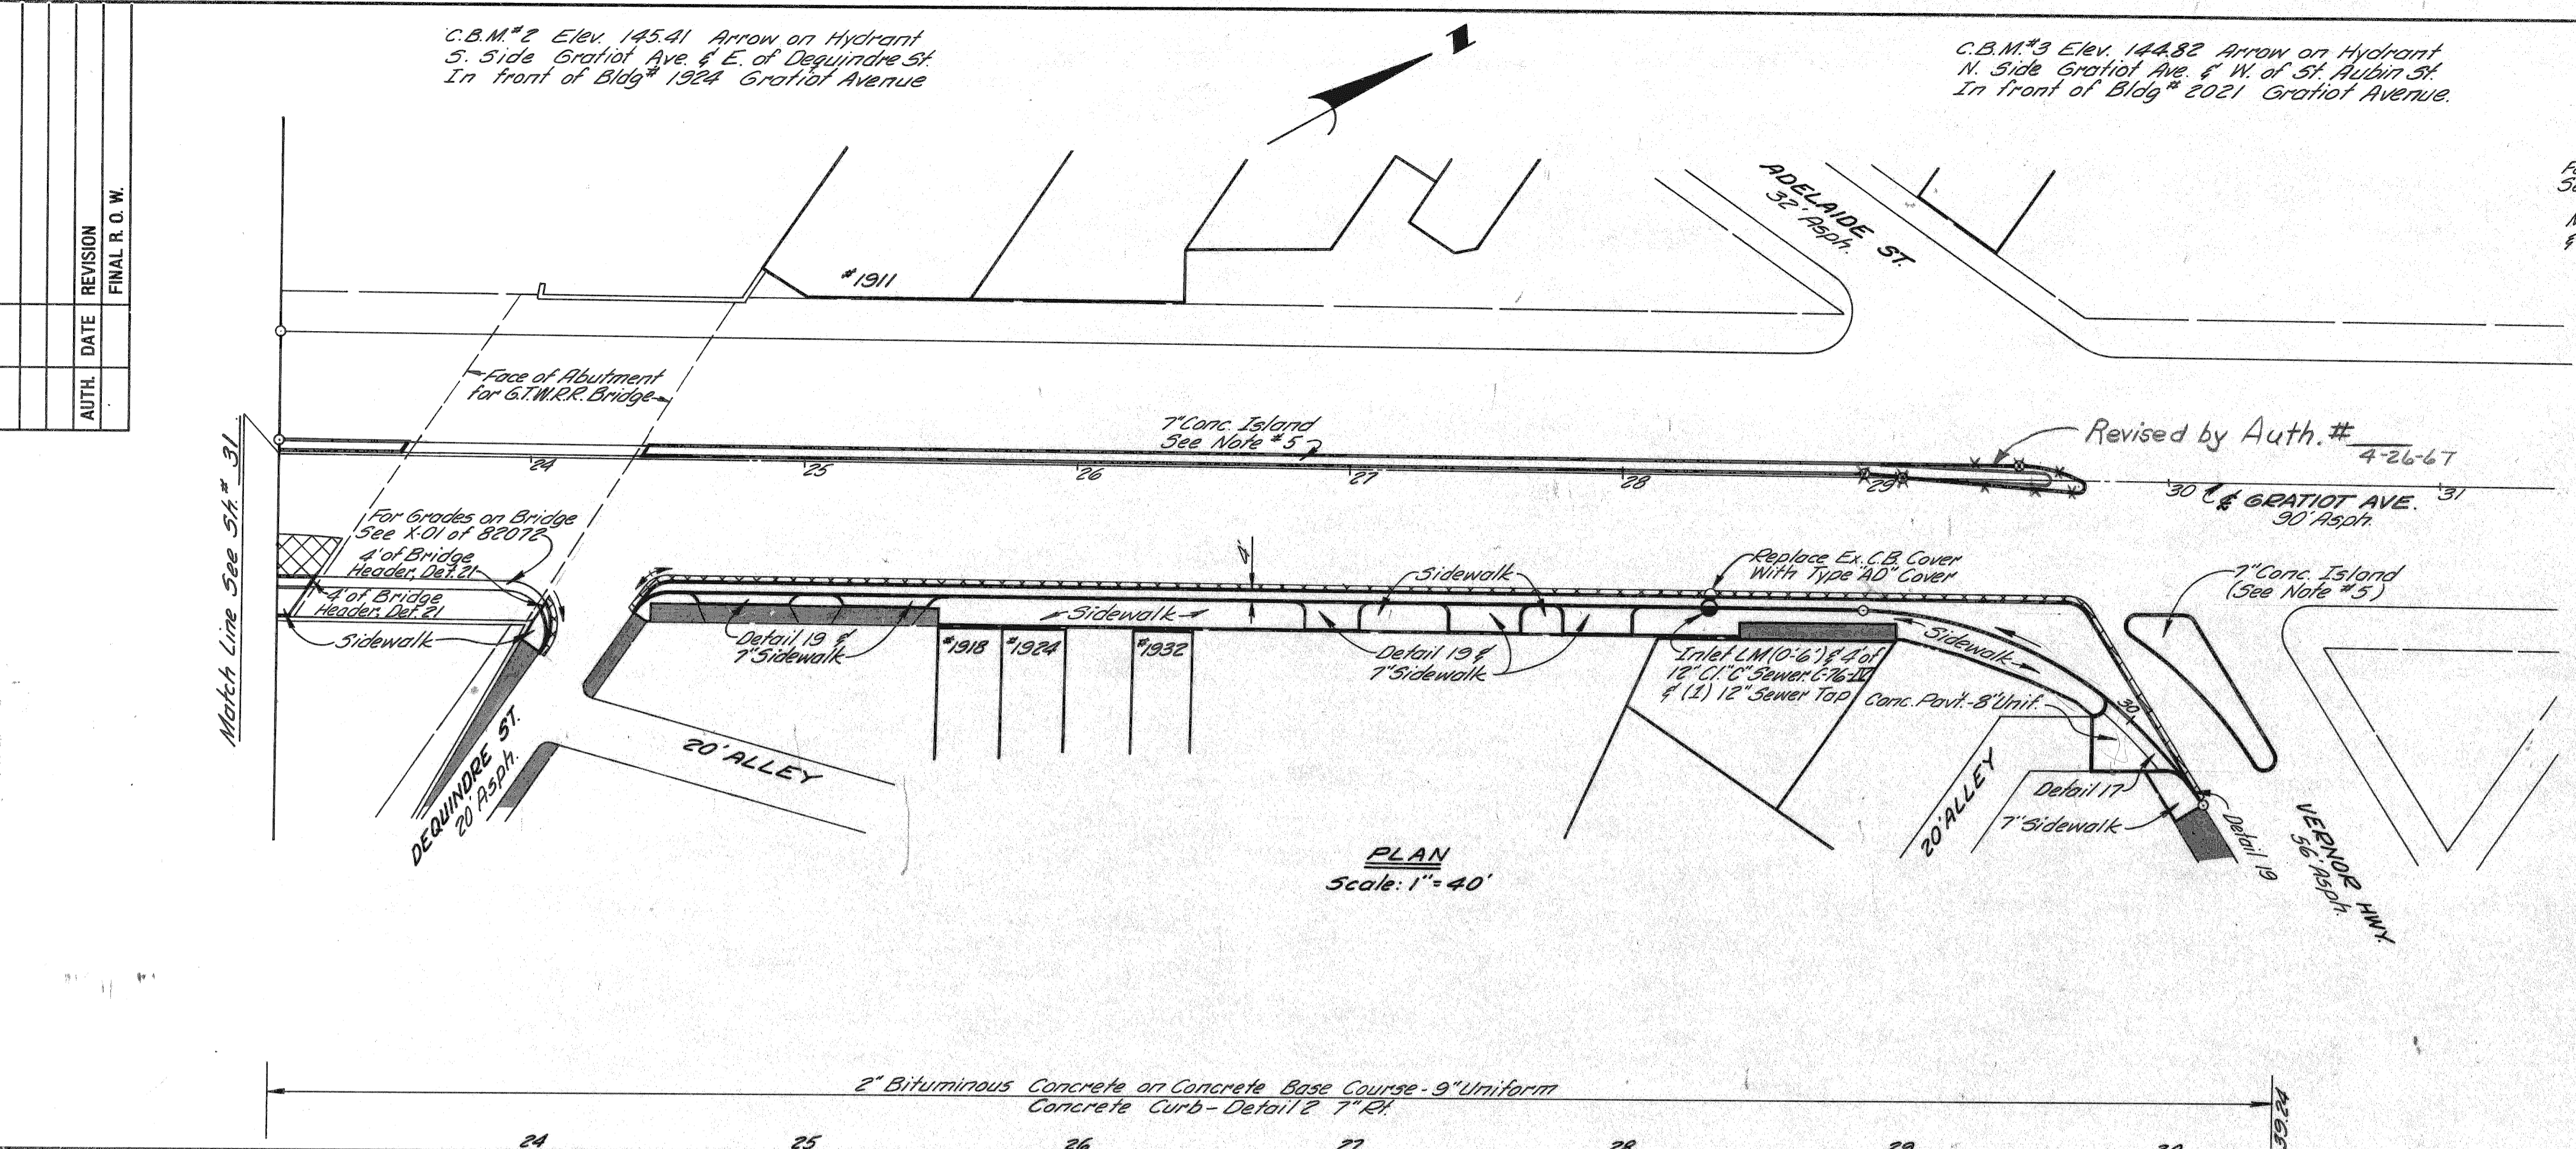 C.B.M.#2 Elev. 145.41 Arrow on Hydrant
S. Side Gratiot Ave. & E. of Dequindre St.
In front of Bldg# 1924 Gratiot Avenue
C.B.M.#3 Elev. 144.82 Arrow on Hydrant
N. Side Gratiot Ave. & W. of St. Aubin St.
In front of Bldg# 2021 Gratiot Avenue.
AUTH. DATE REVISION
FINAL R. O. W.
ADELAIDE ST.
32' Asph.
#1911
Face of Abutment
for G.T.W.R.R. Bridge
7" Conc. Island
See Note #5
Revised by Auth.#
4-26-67
Match Line See Sh.# 31
24
25
26
27
28
29
30
31
℄ GRATIOT AVE.
90' Asph.
For Grades on Bridge
See X-01 of 82072
4' of Bridge
Header, Det. 21
4' of Bridge
Header, Det. 21
Sidewalk
4'
Sidewalk
Replace Ex. C.B. Cover
With Type "AD" Cover
7" Conc. Island
(See Note #5)
Sidewalk
Detail 19 &
7" Sidewalk
#1918
#1924
#1932
Detail 19 &
7" Sidewalk
Inlet LM (0'-6') & 4' of
12" Cl. "C" Sewer C-76-IV
& (1) 12" Sewer Tap
Sidewalk
Conc. Pav't.-8" Unif.
30
DEQUINDRE ST.
20' Asph.
20' ALLEY
20' ALLEY
Detail 17
7" Sidewalk
Detail 19
VERNOR HWY.
56' Asph.
PLAN
Scale: 1"=40'
2" Bituminous Concrete on Concrete Base Course - 9" Uniform
Concrete Curb - Detail 2 7" Rt.
39.24
24
25
26
27
28
29